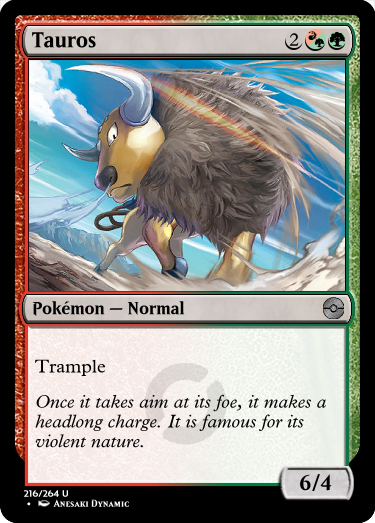 Tauros 2
Pokémon — Normal
Trample
Once it takes aim at its foe, it makes a
headlong charge. It is famous for its
violent nature.
6/4
216/264 U
• Anesaki Dynamic